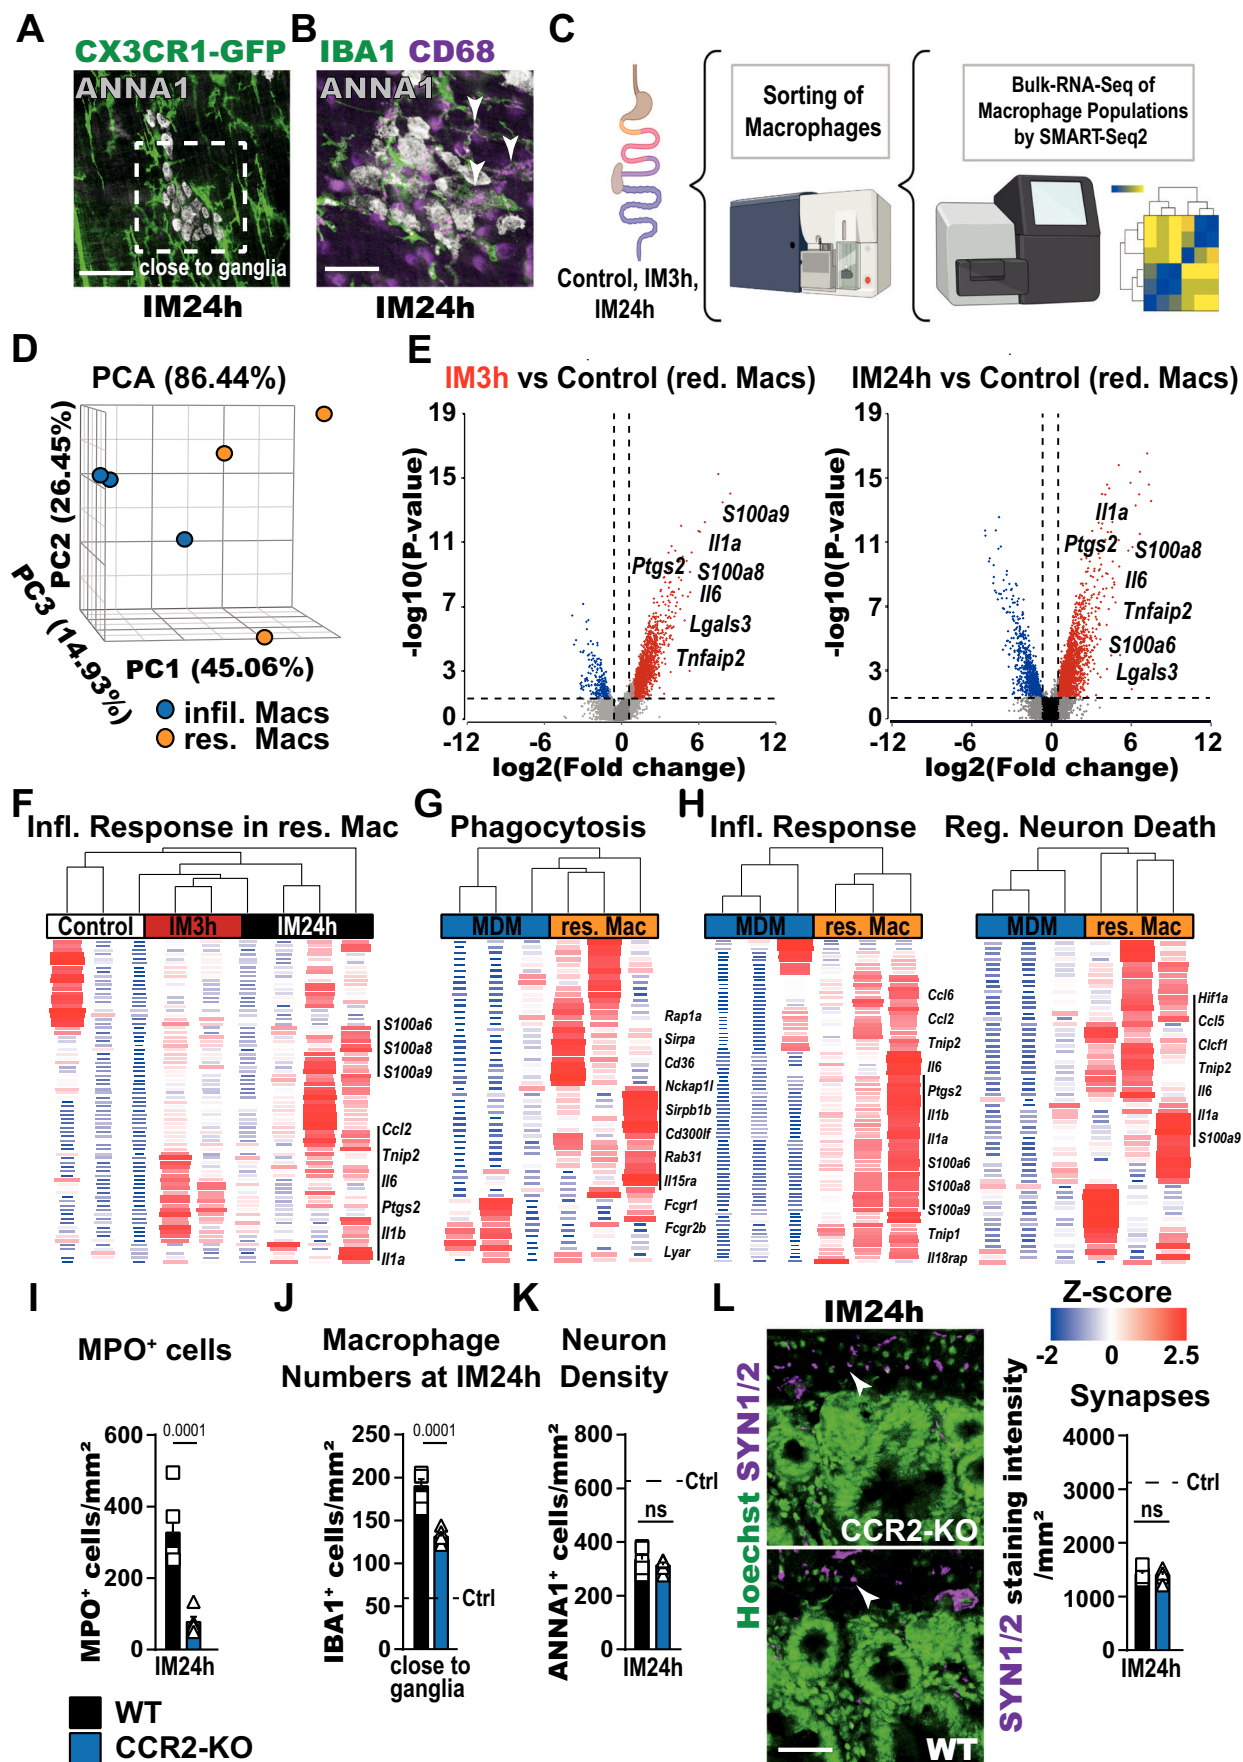 A
CX3CR1-GFP
ANNA1
close to ganglia
IM24h
B
IBA1 CD68
ANNA1
IM24h
C
Control, IM3h,
IM24h
Sorting of
Macrophages
Bulk-RNA-Seq of
Macrophage Populations
by SMART-Seq2
D
PCA (86.44%)
PC2 (26.45%)
PC3 (14.93%)
PC1 (45.06%)
infil. Macs
res. Macs
E
IM3h vs Control (red. Macs)
-log10(P-value)
19
15
11
7
3
0
S100a9
Il1a
Ptgs2
S100a8
Il6
Lgals3
Tnfaip2
-12
-6
0
6
12
log2(Fold change)
IM24h vs Control (red. Macs)
-log10(P-value)
19
15
11
7
3
0
Il1a
Ptgs2
S100a8
Il6
Tnfaip2
S100a6
Lgals3
-12
-6
0
6
12
log2(Fold change)
F
Infl. Response in res. Mac
Control
IM3h
IM24h
S100a6
S100a8
S100a9
Ccl2
Tnip2
Il6
Ptgs2
Il1b
Il1a
G
Phagocytosis
MDM
res. Mac
Rap1a
Sirpa
Cd36
Nckap1l
Sirpb1b
Cd300lf
Rab31
Il15ra
Fcgr1
Fcgr2b
Lyar
H
Infl. Response
MDM
res. Mac
Ccl6
Ccl2
Tnip2
Il6
Ptgs2
Il1b
Il1a
S100a6
S100a8
S100a9
Tnip1
Il18rap
Reg. Neuron Death
MDM
res. Mac
Hif1a
Ccl5
Clcf1
Tnip2
Il6
Il1a
S100a9
I
MPO⁺ cells
MPO⁺ cells/mm²
600
400
200
0
0.0001
IM24h
WT
CCR2-KO
J
Macrophage
Numbers at IM24h
IBA1⁺ cells/mm²
250
200
150
100
50
0
0.0001
Ctrl
close to
ganglia
K
Neuron
Density
ANNA1⁺ cells/mm²
800
600
400
200
0
Ctrl
ns
IM24h
L
IM24h
Hoechst SYN1/2
CCR2-KO
WT
Z-score
-2
0
2.5
Synapses
SYN1/2 staining intensity
/mm²
4000
3000
2000
1000
0
Ctrl
ns
IM24h